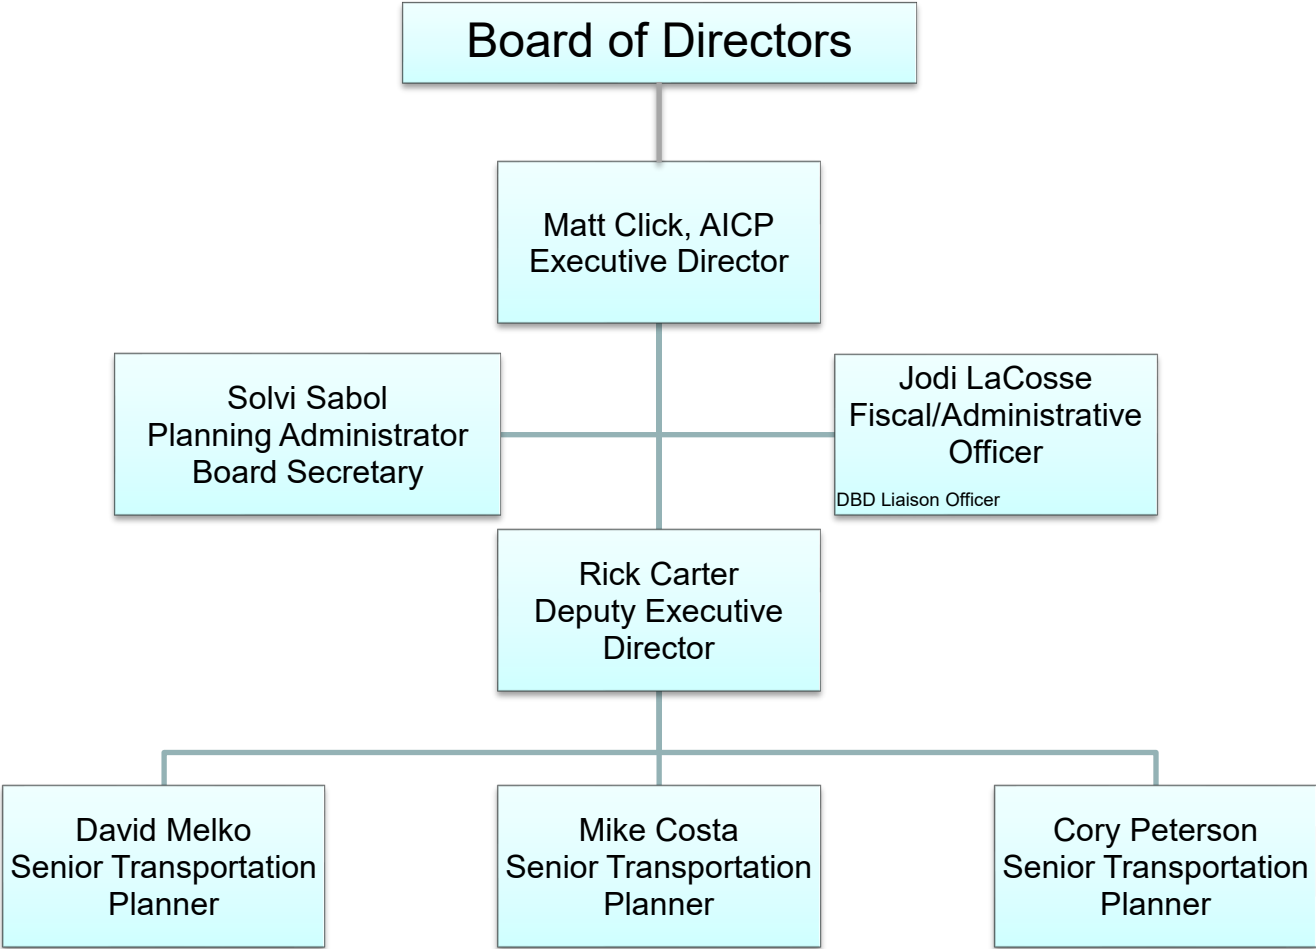 Board of Directors
Matt Click, AICP
Executive Director
Solvi Sabol
Planning Administrator
Board Secretary
Jodi LaCosse
Fiscal/Administrative
Officer
DBD Liaison Officer
Rick Carter
Deputy Executive
Director
David Melko
Senior Transportation
Planner
Mike Costa
Senior Transportation
Planner
Cory Peterson
Senior Transportation
Planner